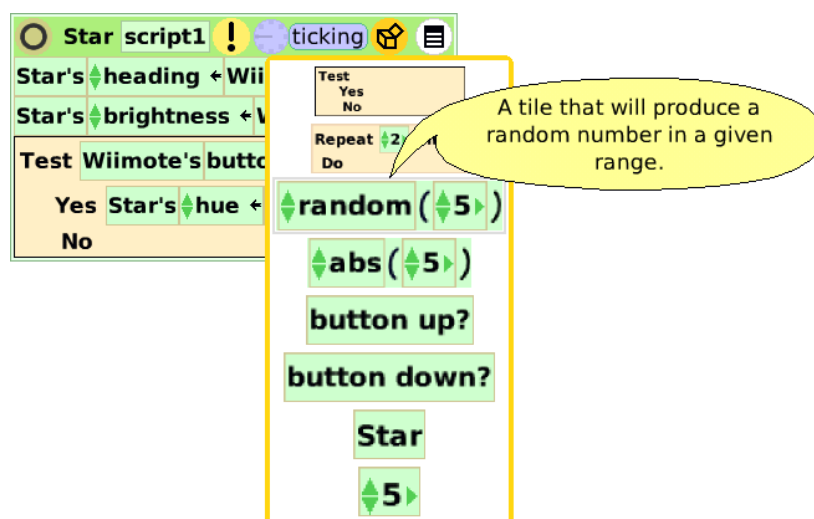 Star script1 ! ticking
Star's heading ← Wii
Star's brightness ←
Test Wiimote's butto
Yes Star's hue ←
No
Test
Yes
No
Repeat 2
Do
random ( 5 )
abs ( 5 )
button up?
button down?
Star
5
A tile that will produce a
random number in a given
range.